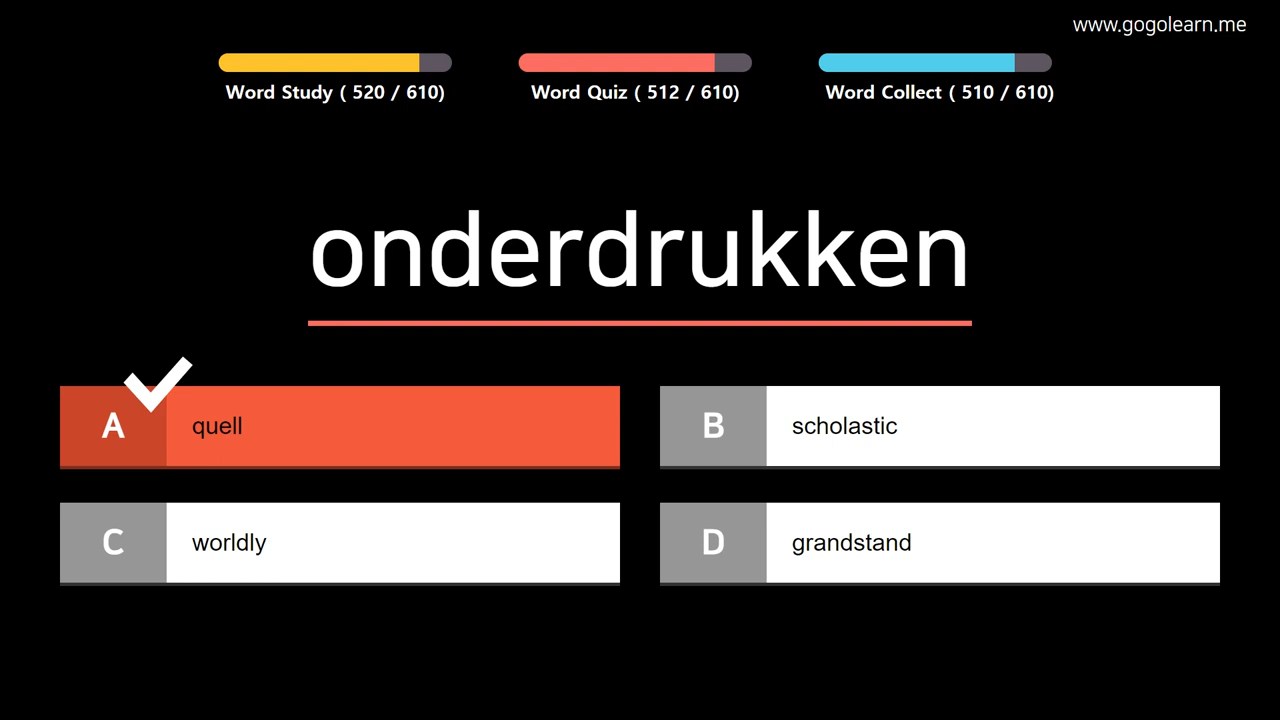 www.gogolearn.me
Word Study ( 520 / 610)
Word Quiz ( 512 / 610)
Word Collect ( 510 / 610)
onderdrukken
A quell
B scholastic
C worldly
D grandstand